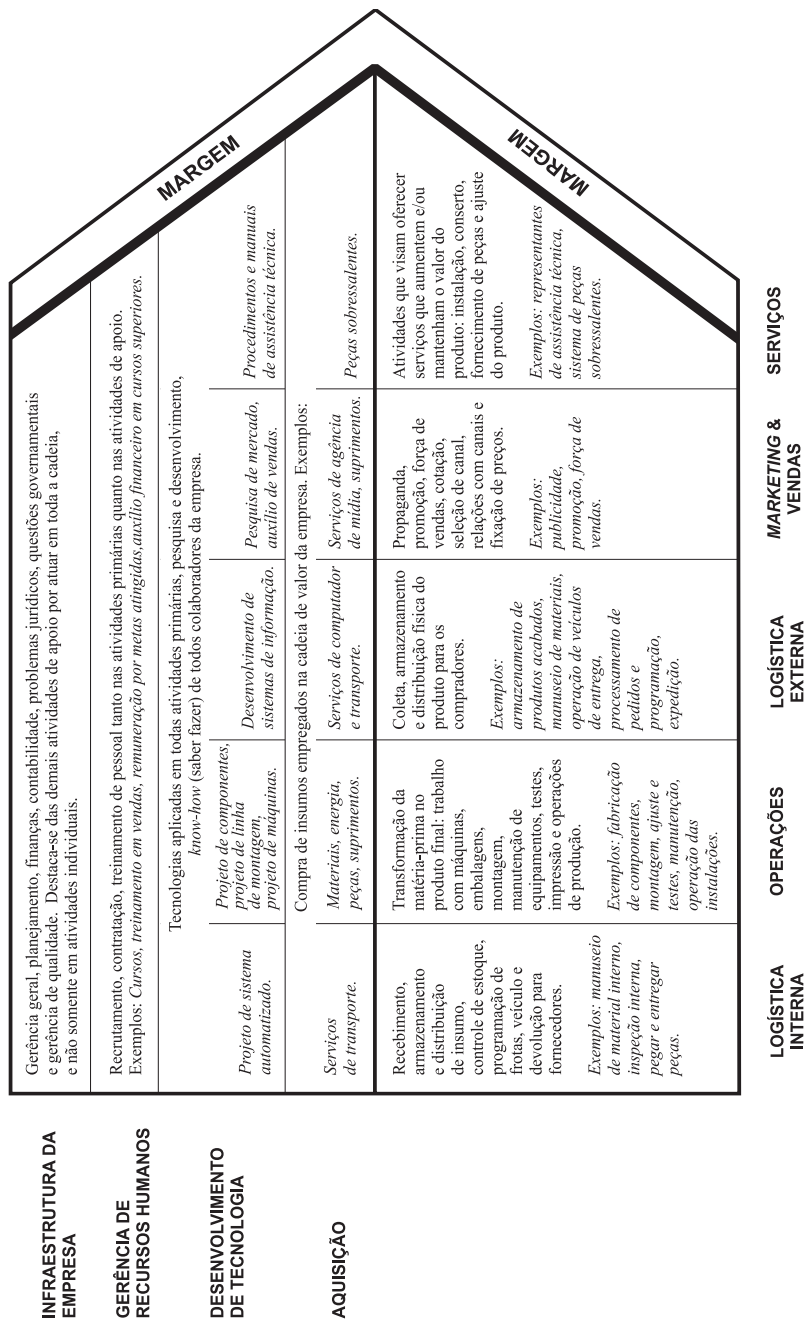 INFRAESTRUTURA DA
EMPRESA
Gerência geral, planejamento, finanças, contabilidade, problemas jurídicos, questões governamentais
e gerência de qualidade. Destaca-se das demais atividades de apoio por atuar em toda a cadeia,
e não somente em atividades individuais.
GERÊNCIA DE
RECURSOS HUMANOS
Recrutamento, contratação, treinamento de pessoal tanto nas atividades primárias quanto nas atividades de apoio.
Exemplos: Cursos, treinamento em vendas, remuneração por metas atingidas,auxílio financeiro em cursos superiores.
DESENVOLVIMENTO
DE TECNOLOGIA
Tecnologias aplicadas em todas atividades primárias, pesquisa e desenvolvimento,
know-how (saber fazer) de todos colaboradores da empresa.
Projeto de sistema
automatizado.
Projeto de componentes,
projeto de linha
de montagem,
projeto de máquinas.
Desenvolvimento de
sistemas de informação.
Pesquisa de mercado,
auxílio de vendas.
Procedimentos e manuais
de assistência técnica.
AQUISIÇÃO
Compra de insumos empregados na cadeia de valor da empresa. Exemplos:
Serviços
de transporte.
Materiais, energia,
peças, suprimentos.
Serviços de computador
e transporte.
Serviços de agência
de mídia, suprimentos.
Peças sobressalentes.
MARGEM
MARGEM
Recebimento,
armazenamento
e distribuição
de insumo,
controle de estoque,
programação de
frotas, veículo e
devolução para
fornecedores.
Exemplos: manuseio
de material interno,
inspeção interna,
pegar e entregar
peças.
LOGÍSTICA
INTERNA
Transformação da
matéria-prima no
produto final: trabalho
com máquinas,
embalagens,
montagem,
manutenção de
equipamentos, testes,
impressão e operações
de produção.
Exemplos: fabricação
de componentes,
montagem, ajuste e
testes, manutenção,
operação das
instalações.
OPERAÇÕES
Coleta, armazenamento
e distribuição física do
produto para os
compradores.
Exemplos:
armazenamento de
produtos acabados,
manuseio de materiais,
operação de veículos
de entrega,
processamento de
pedidos e
programação,
expedição.
LOGÍSTICA
EXTERNA
Propaganda,
promoção, força de
vendas, cotação,
seleção de canal,
relações com canais e
fixação de preços.
Exemplos:
publicidade,
promoção, força de
vendas.
MARKETING &
VENDAS
Atividades que visam oferecer
serviços que aumentem e/ou
mantenham o valor do
produto: instalação, conserto,
fornecimento de peças e ajuste
do produto.
Exemplos: representantes
de assistência técnica,
sistema de peças
sobressalentes.
SERVIÇOS